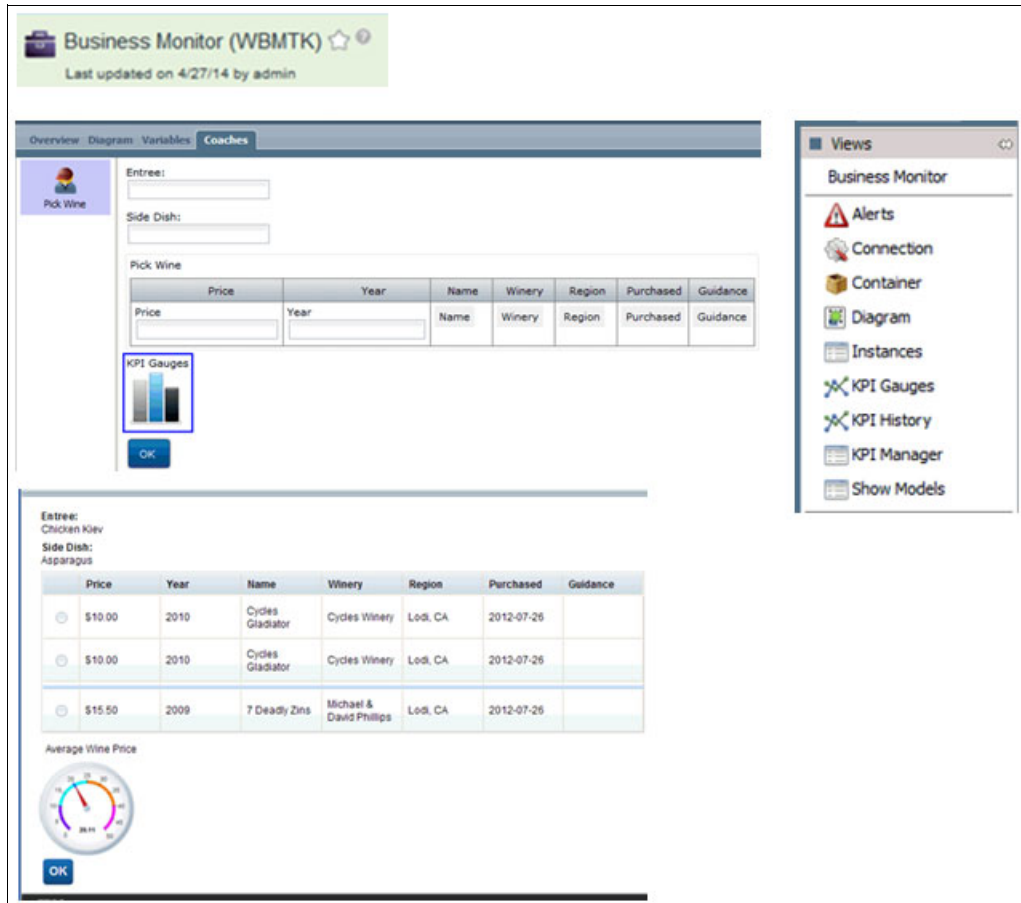 Business Monitor (WBMTK)
Last updated on 4/27/14 by admin
Overview Diagram Variables Coaches
Pick Wine
Entree:
Side Dish:
Pick Wine
Price Year Name Winery Region Purchased Guidance
Price Year Name Winery Region Purchased Guidance
KPI Gauges
OK
Views
Business Monitor
Alerts
Connection
Container
Diagram
Instances
KPI Gauges
KPI History
KPI Manager
Show Models
Entree:
Chicken Kiev
Side Dish:
Asparagus
Price Year Name Winery Region Purchased Guidance
$10.00 2010 Cycles Gladiator Cycles Winery Lodi, CA 2012-07-26
$10.00 2010 Cycles Gladiator Cycles Winery Lodi, CA 2012-07-26
$15.50 2009 7 Deadly Zins Michael & David Phillips Lodi, CA 2012-07-26
Average Wine Price
OK